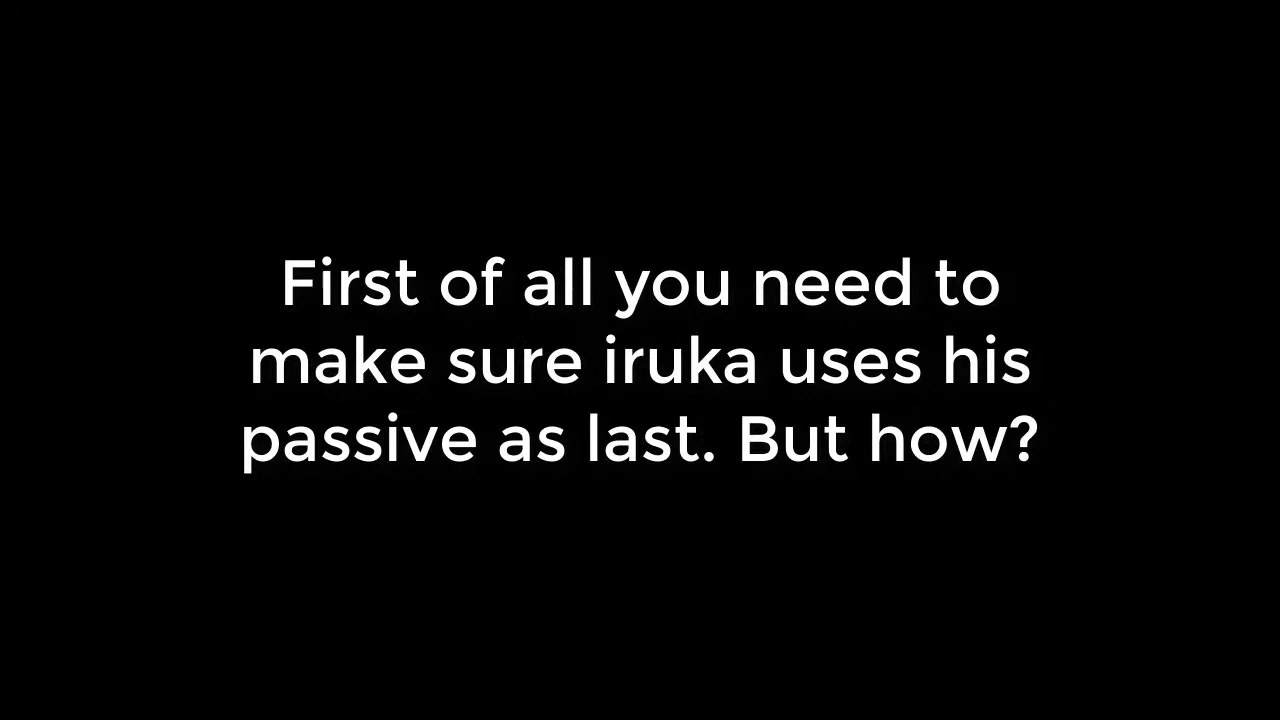 First of all you need to
make sure iruka uses his
passive as last. But how?